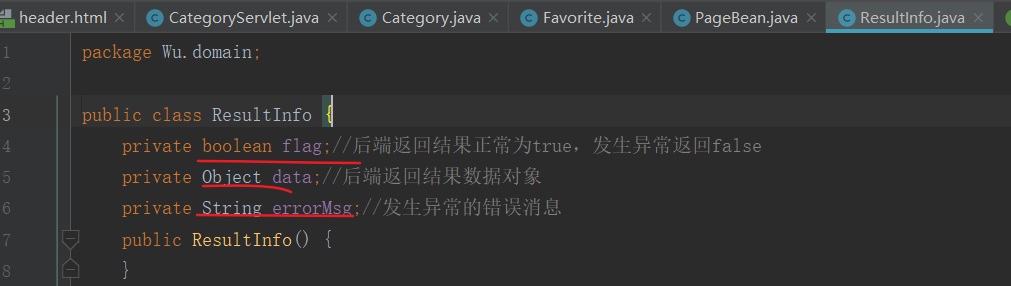 header.html CategoryServlet.java Category.java Favorite.java PageBean.java ResultInfo.java
1 package Wu.domain;
2
3 public class ResultInfo {
4 private boolean flag;//后端返回结果正常为true，发生异常返回false
5 private Object data;//后端返回结果数据对象
6 private String errorMsg;//发生异常的错误消息
7 public ResultInfo() {
8 }